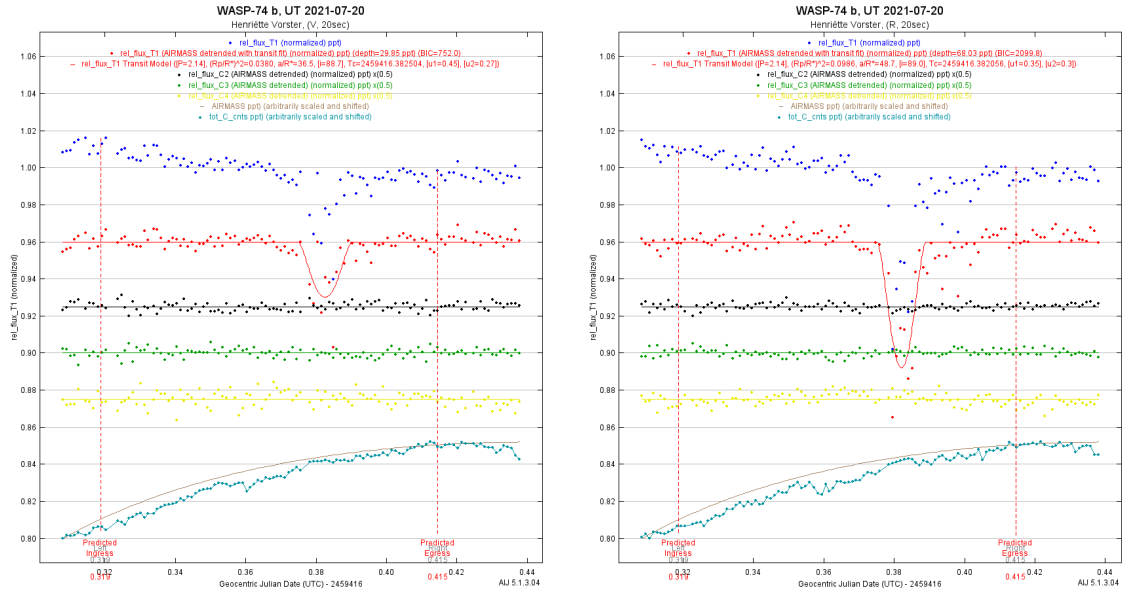 WASP-74 b, UT 2021-07-20
Henriëtte Vorster, (V, 20sec)
rel_flux_T1 (normalized) ppt)
rel_flux_T1 (AIRMASS detrended with transit fit) (normalized) ppt) (depth=29.85 ppt) (BIC=752.0)
rel_flux_T1 Transit Model ([P=2.14], (Rp/R*)^2=0.0380, a/R*=36.5, [i=88.7], Tc=2459416.382504, [u1=0.45], [u2=0.27])
rel_flux_C2 (AIRMASS detrended) (normalized) ppt) x(0.5)
rel_flux_C3 (AIRMASS detrended) (normalized) ppt) x(0.5)
rel_flux_C4 (AIRMASS detrended) (normalized) ppt) x(0.5)
AIRMASS ppt) (arbitrarily scaled and shifted)
tot_C_cnts ppt) (arbitrarily scaled and shifted)
1.06
1.04
1.02
1.00
0.98
0.96
0.94
0.92
0.90
0.88
0.86
0.84
0.82
0.80
rel_flux_T1 (normalized)
Predicted
Ingress
Left
0.319
0.319
Predicted
Egress
Right
0.415
0.415
0.32
0.34
0.36
0.38
0.40
0.42
0.44
Geocentric Julian Date (UTC) - 2459416
AIJ 5.1.3.04
WASP-74 b, UT 2021-07-20
Henriëtte Vorster, (R, 20sec)
rel_flux_T1 (normalized) ppt)
rel_flux_T1 (AIRMASS detrended with transit fit) (normalized) ppt) (depth=68.03 ppt) (BIC=2099.8)
rel_flux_T1 Transit Model ([P=2.14], (Rp/R*)^2=0.0986, a/R*=48.7, [i=89.0], Tc=2459416.382056, [u1=0.35], [u2=0.3])
rel_flux_C2 (AIRMASS detrended) (normalized) ppt) x(0.5)
rel_flux_C3 (AIRMASS detrended) (normalized) ppt) x(0.5)
rel_flux_C4 (AIRMASS detrended) (normalized) ppt) x(0.5)
AIRMASS ppt) (arbitrarily scaled and shifted)
tot_C_cnts ppt) (arbitrarily scaled and shifted)
1.06
1.04
1.02
1.00
0.98
0.96
0.94
0.92
0.90
0.88
0.86
0.84
0.82
0.80
rel_flux_T1 (normalized)
Predicted
Ingress
Left
0.319
0.319
Predicted
Egress
Right
0.415
0.415
0.32
0.34
0.36
0.38
0.40
0.42
0.44
Geocentric Julian Date (UTC) - 2459416
AIJ 5.1.3.04